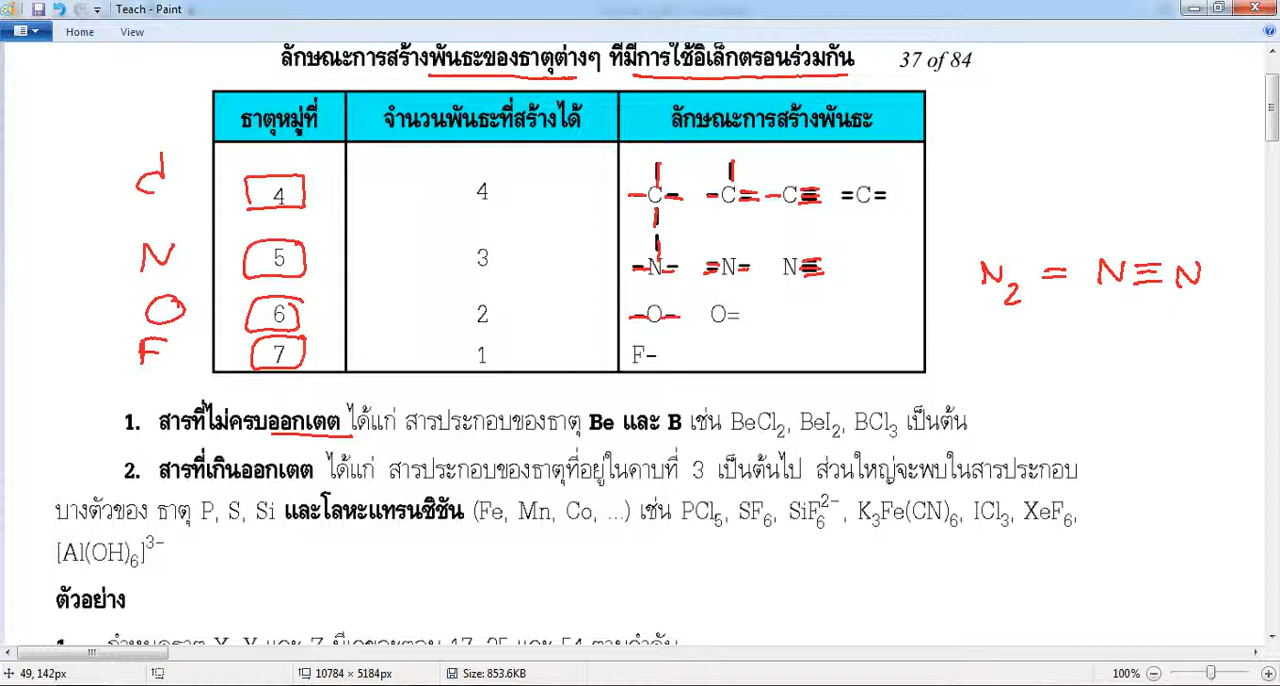 Teach - Paint
Home View
ลักษณะการสร้างพันธะของธาตุต่างๆ ที่มีการใช้อิเล็กตรอนร่วมกัน 37 of 84
ธาตุหมู่ที่ จำนวนพันธะที่สร้างได้ ลักษณะการสร้างพันธะ
4 4 -C- -C= -C≡ =C=
N 5 3 -N- =N- N≡ N₂ = N≡N
O 6 2 -O- O=
F 7 1 F-
1. สารที่ไม่ครบออกเตต ได้แก่ สารประกอบของธาตุ Be และ B เช่น BeCl₂, BeI₂, BCl₃ เป็นต้น
2. สารที่เกินออกเตต ได้แก่ สารประกอบของธาตุที่อยู่ในคาบที่ 3 เป็นต้นไป ส่วนใหญ่จะพบในสารประกอบ
บางตัวของ ธาตุ P, S, Si และโลหะแทรนซิชัน (Fe, Mn, Co, ...) เช่น PCl₅, SF₆, SiF₆²⁻, K₃Fe(CN)₆, ICl₃, XeF₆,
[Al(OH)₆]³⁻
ตัวอย่าง
49, 142px 10784 × 5184px Size: 853.6KB 100%